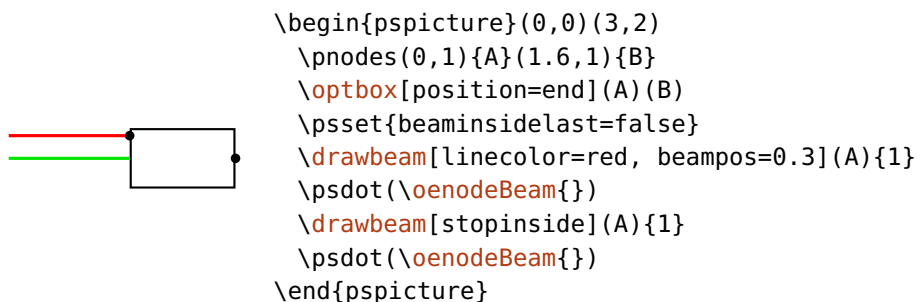 \begin{pspicture}(0,0)(3,2)
  \pnodes(0,1){A}(1.6,1){B}
  \optbox[position=end](A)(B)
  \psset{beaminsidelast=false}
  \drawbeam[linecolor=red, beampos=0.3](A){1}
  \psdot(\oenodeBeam{})
  \drawbeam[stopinside](A){1}
  \psdot(\oenodeBeam{})
\end{pspicture}